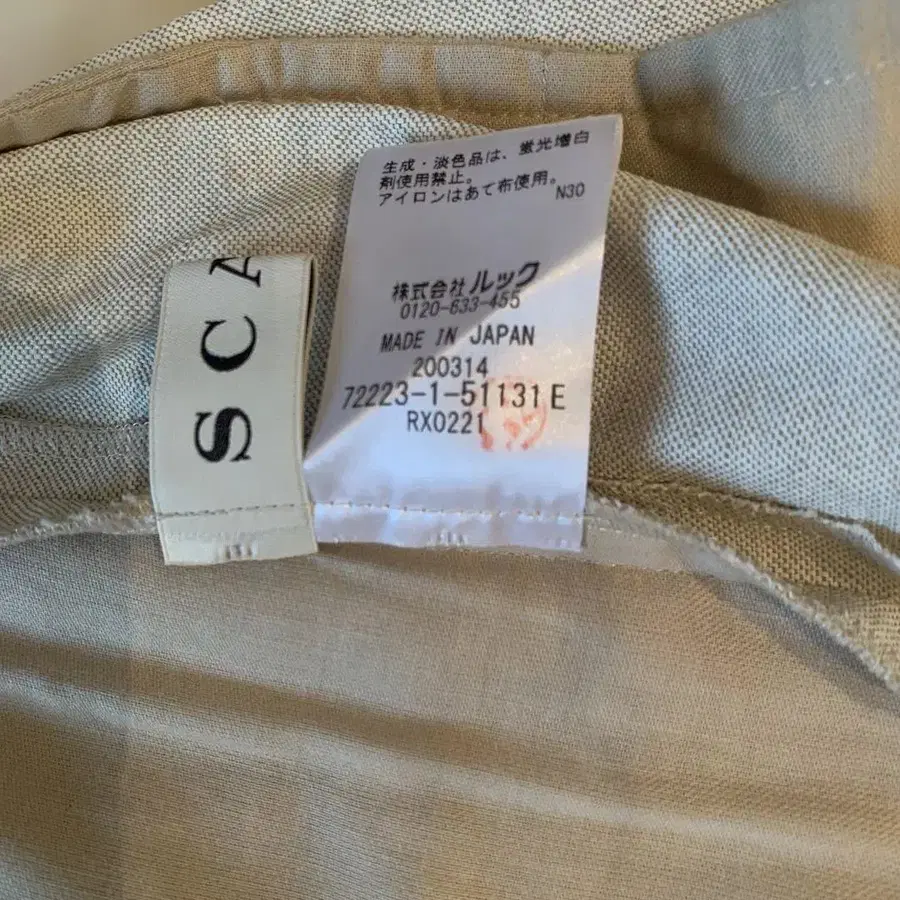 生成・淡色品は、蛍光増白
剤使用禁止。
アイロンはあて布使用。
N30
株式会社ルック
0120-633-455
MADE IN JAPAN
200314
72223-1-51131 E
RX0221
SCA